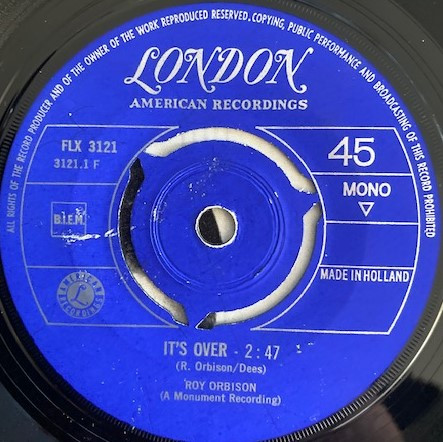 ALL RIGHTS OF THE RECORD PRODUCER AND OF THE OWNER OF THE WORK REPRODUCED RESERVED. COPYING, PUBLIC PERFORMANCE AND BROADCASTING OF THIS RECORD PROHIBITED
LONDON
AMERICAN RECORDINGS
FLX 3121
3121.1 F
45
MONO
B.I.E.M.
MADE IN HOLLAND
IT'S OVER - 2:47
(R. Orbison/Dees)
ROY ORBISON
(A Monument Recording)